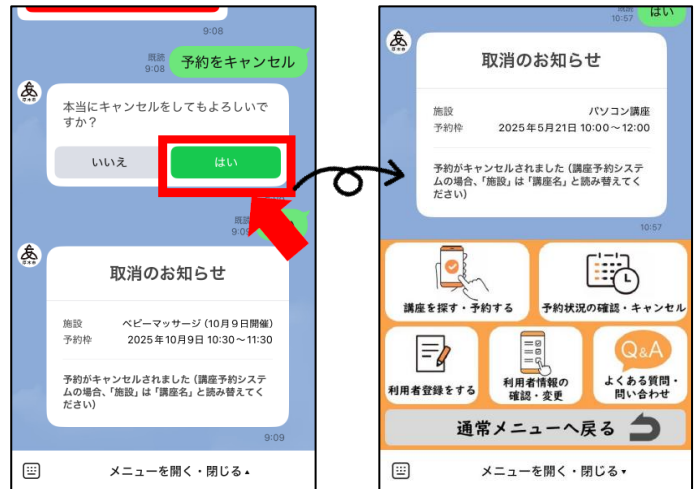 9:08
既読
9:08
予約をキャンセル
本当にキャンセルをしてもよろしいで
すか？
いいえ
はい
既読
9:09
取消のお知らせ
施設 ベビーマッサージ（10月9日開催）
予約枠 2025年10月9日 10:30～11:30
予約がキャンセルされました（講座予約システ
ムの場合、「施設」は「講座名」と読み替えてく
ださい）
9:09
メニューを開く・閉じる▴
既読
10:57
はい
取消のお知らせ
施設 パソコン講座
予約枠 2025年5月21日 10:00～12:00
予約がキャンセルされました（講座予約システ
ムの場合、「施設」は「講座名」と読み替えてく
ださい）
10:57
講座を探す・予約する
予約状況の確認・キャンセル
利用者登録をする
利用者情報の
確認・変更
Q&A
よくある質問・
問い合わせ
通常メニューへ戻る
メニューを開く・閉じる▾